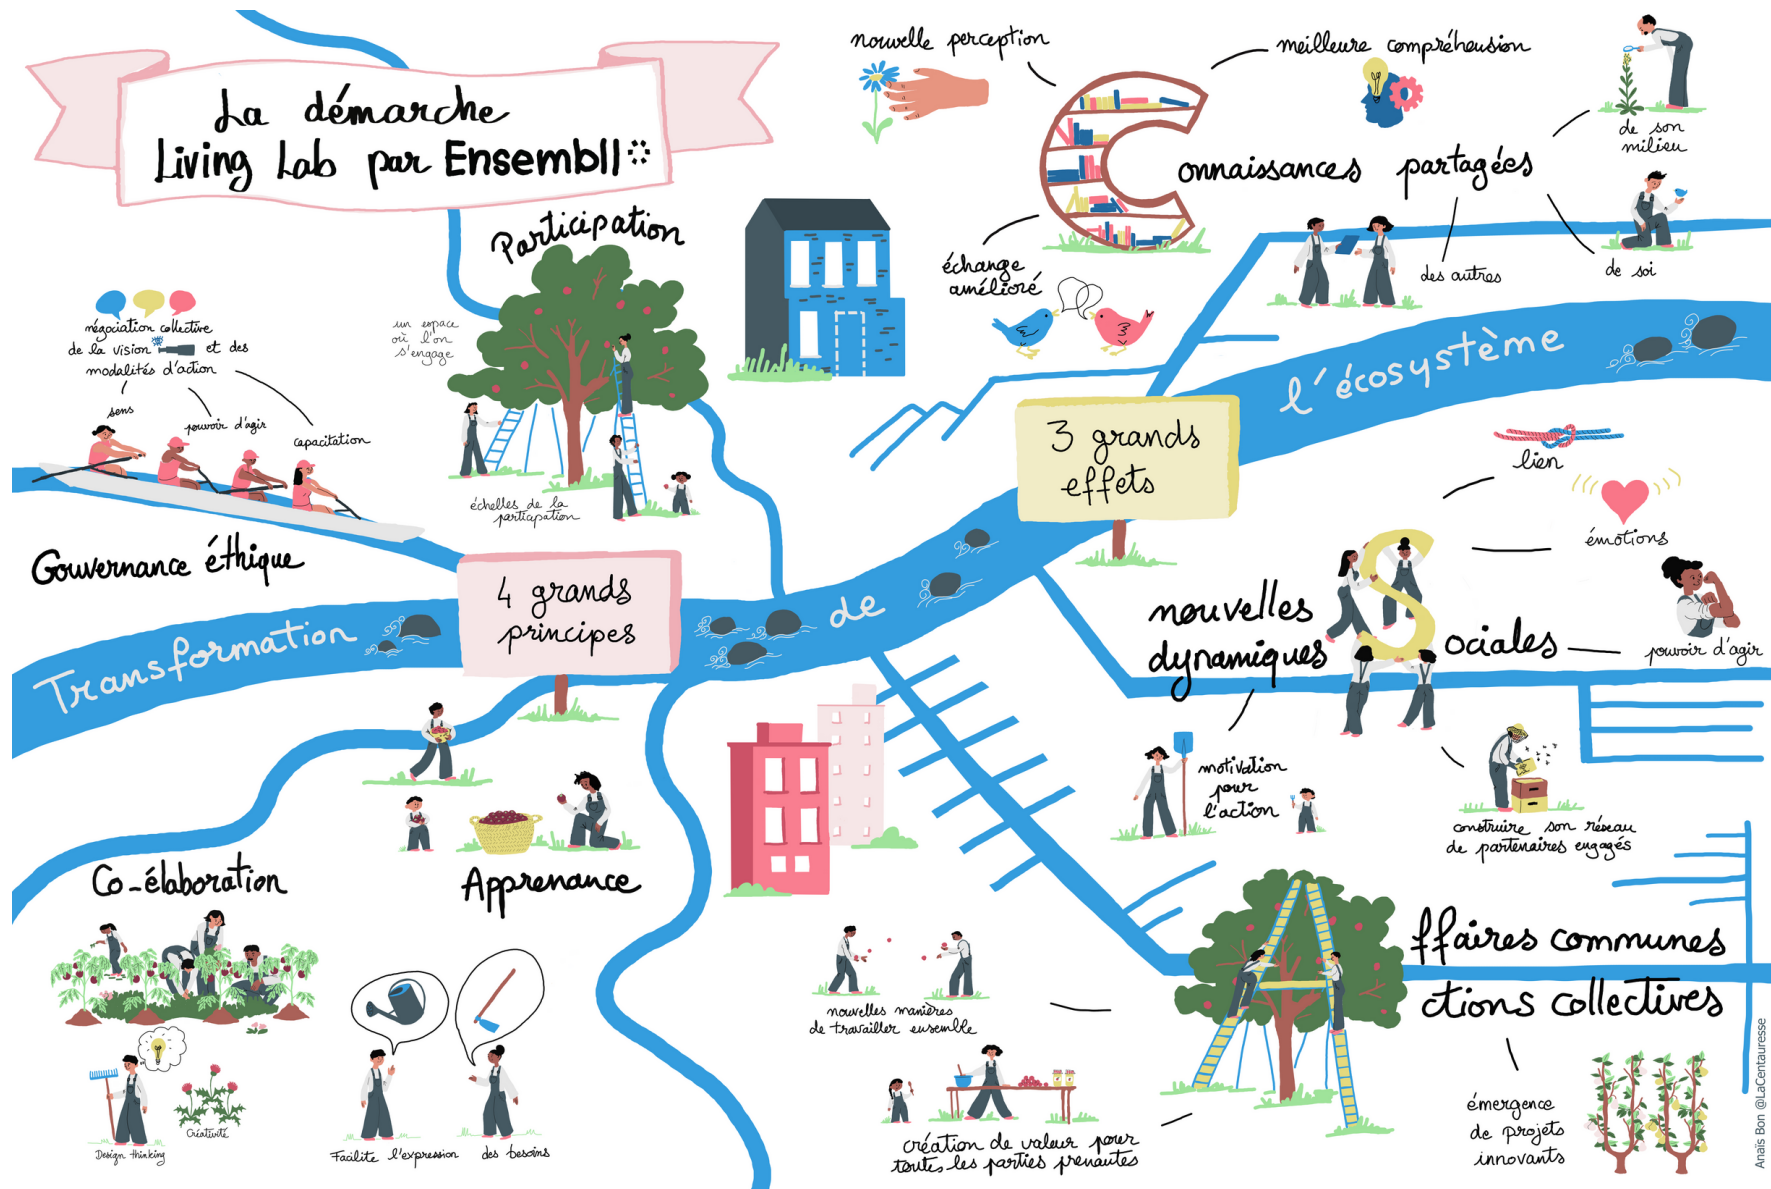 La démarche
Living Lab par Ensembll
Participation
un espace
où l'on
s'engage
échelles de la
participation
négociation collective
de la vision et des
modalités d'action
sens
pouvoir d'agir
capacitation
Gouvernance éthique
4 grands
principes
Transformation
de
l'écosystème
Co-élaboration
Design thinking
Créativité
Apprenance
Facilite l'expression
des besoins
3 grands
effets
nouvelle perception
meilleure compréhension
Connaissances partagées
de son
milieu
des autres
de soi
échange
amélioré
lien
émotions
nouvelles
dynamiques
Sociales
pouvoir d'agir
motivation
pour
l'action
construire son réseau
de partenaires engagés
Affaires communes
ctions collectives
nouvelles manières
de travailler ensemble
création de valeur pour
toutes les parties prenantes
émergence
de projets
innovants
Anaïs Bon @LaCentauresse